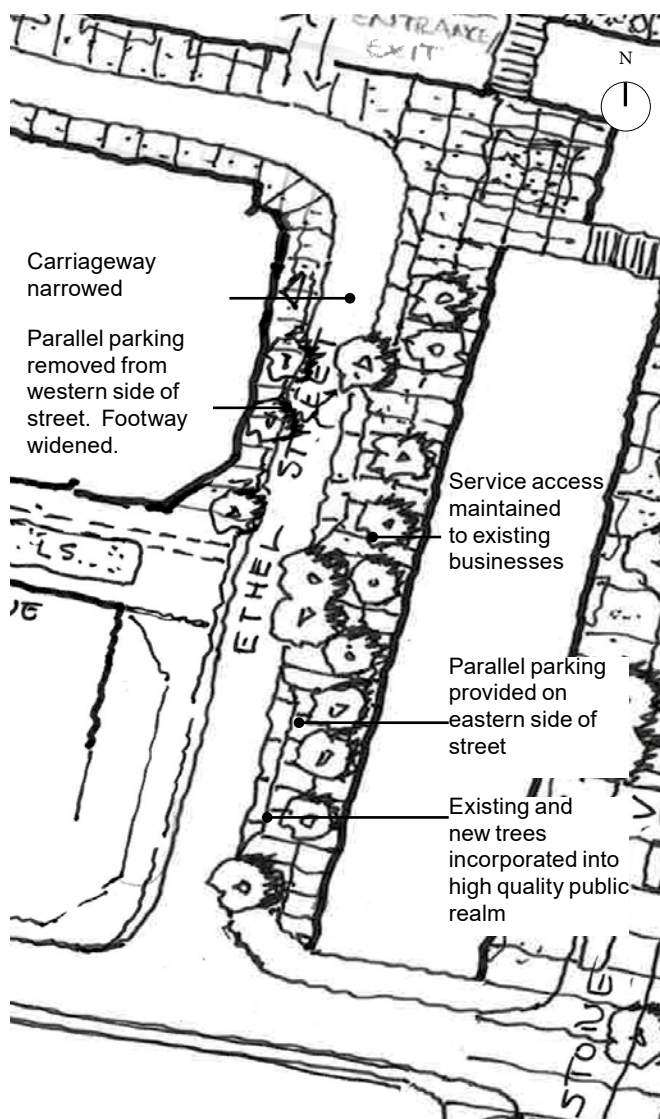 ENTRANCE/
EXIT
N
Carriageway
narrowed
Parallel parking
removed from
western side of
street. Footway
widened.
ETHEL STREET
Service access
maintained
to existing
businesses
L.S.
Parallel parking
provided on
eastern side of
street
Existing and
new trees
incorporated into
high quality public
realm
STONE